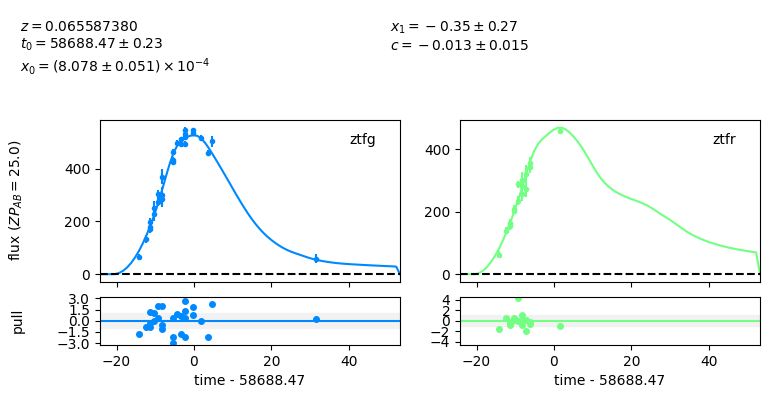 z = 0.065587380
t₀ = 58688.47 ± 0.23
x₀ = (8.078 ± 0.051) × 10⁻⁴
x₁ = −0.35 ± 0.27
c = −0.013 ± 0.015
flux (ZP_AB = 25.0)
400
200
0
ztfg
400
200
0
ztfr
pull
3.0
1.5
0.0
−1.5
−3.0
−20 0 20 40
time - 58688.47
4
2
0
−2
−4
−20 0 20 40
time - 58688.47